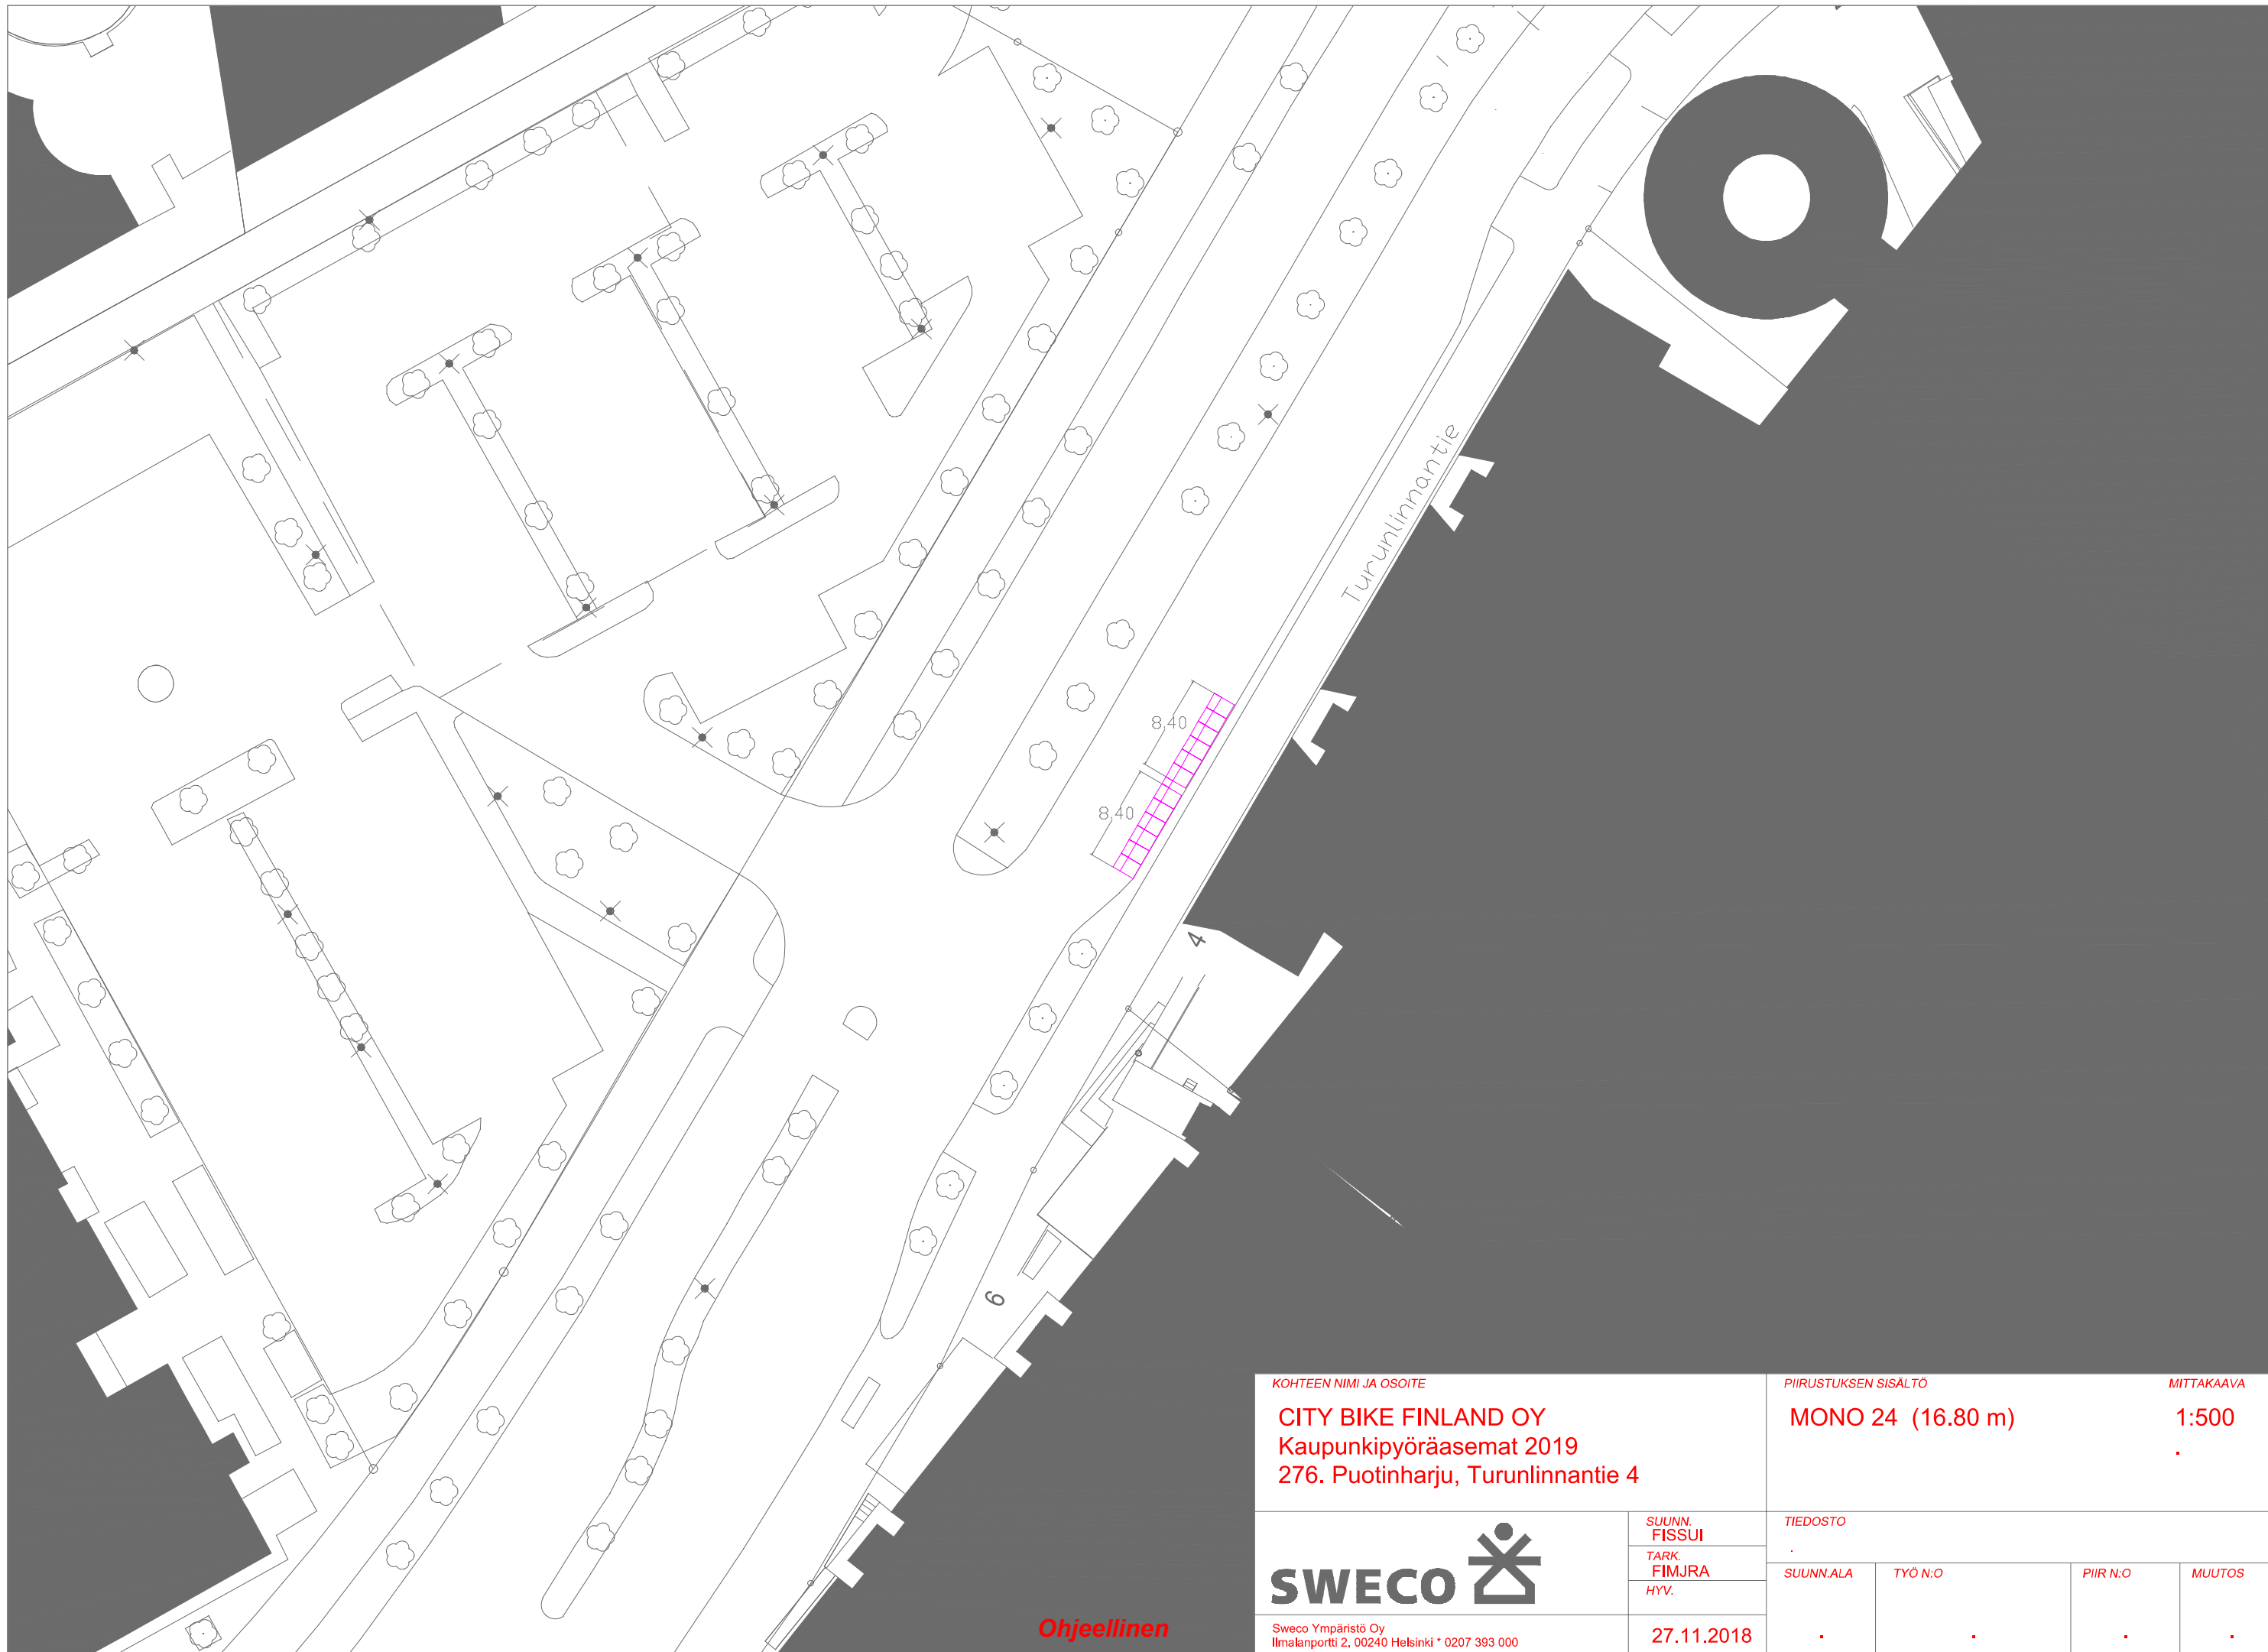 Turunlinnantie
8,40
8,40
4
6
Ohjeellinen
KOHTEEN NIMI JA OSOITE
CITY BIKE FINLAND OY
Kaupunkipyöräasemat 2019
276. Puotinharju, Turunlinnantie 4
PIIRUSTUKSEN SISÄLTÖ
MONO 24 (16.80 m)
MITTAKAAVA
1:500
.
SWECO
SUUNN.
FISSUI
TARK.
FIMJRA
HYV.
27.11.2018
Sweco Ympäristö Oy
Ilmalanportti 2, 00240 Helsinki * 0207 393 000
TIEDOSTO
.
SUUNN.ALA
TYÖ N:O
PIIR N:O
MUUTOS
. . . .